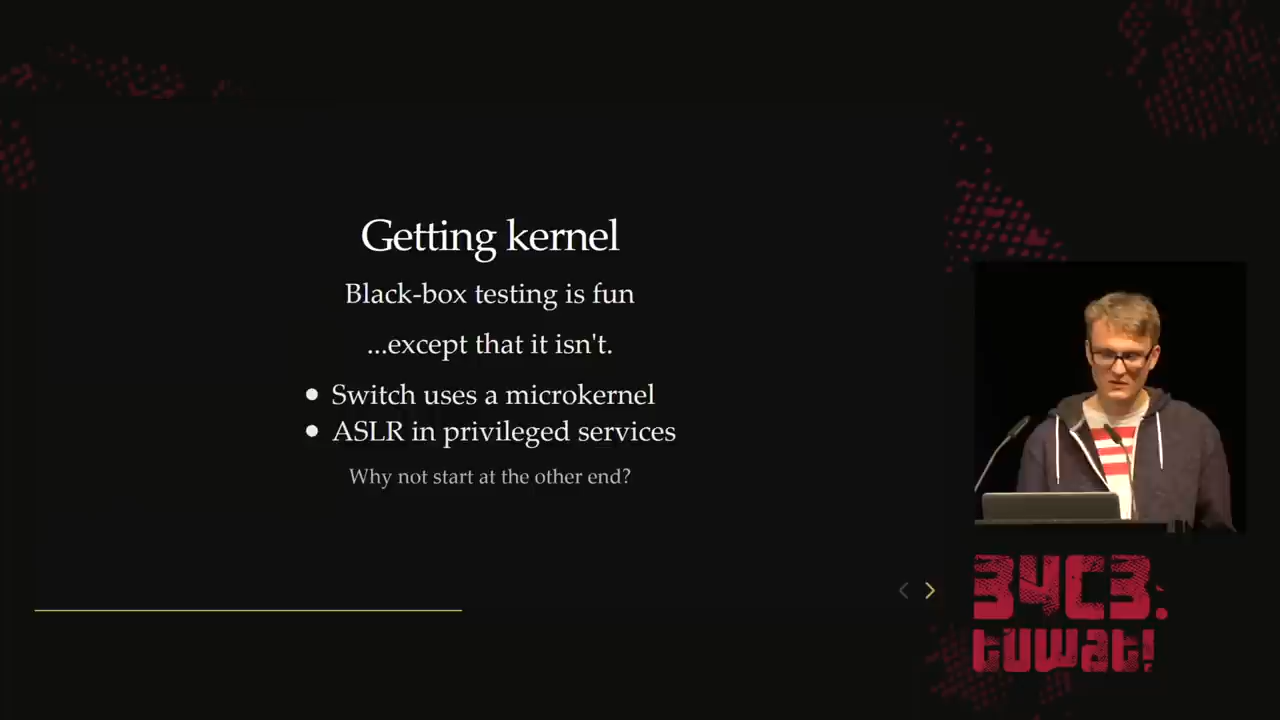 Getting kernel
Black-box testing is fun
...except that it isn't.
Switch uses a microkernel
ASLR in privileged services
Why not start at the other end?
34C3.
tuwat!